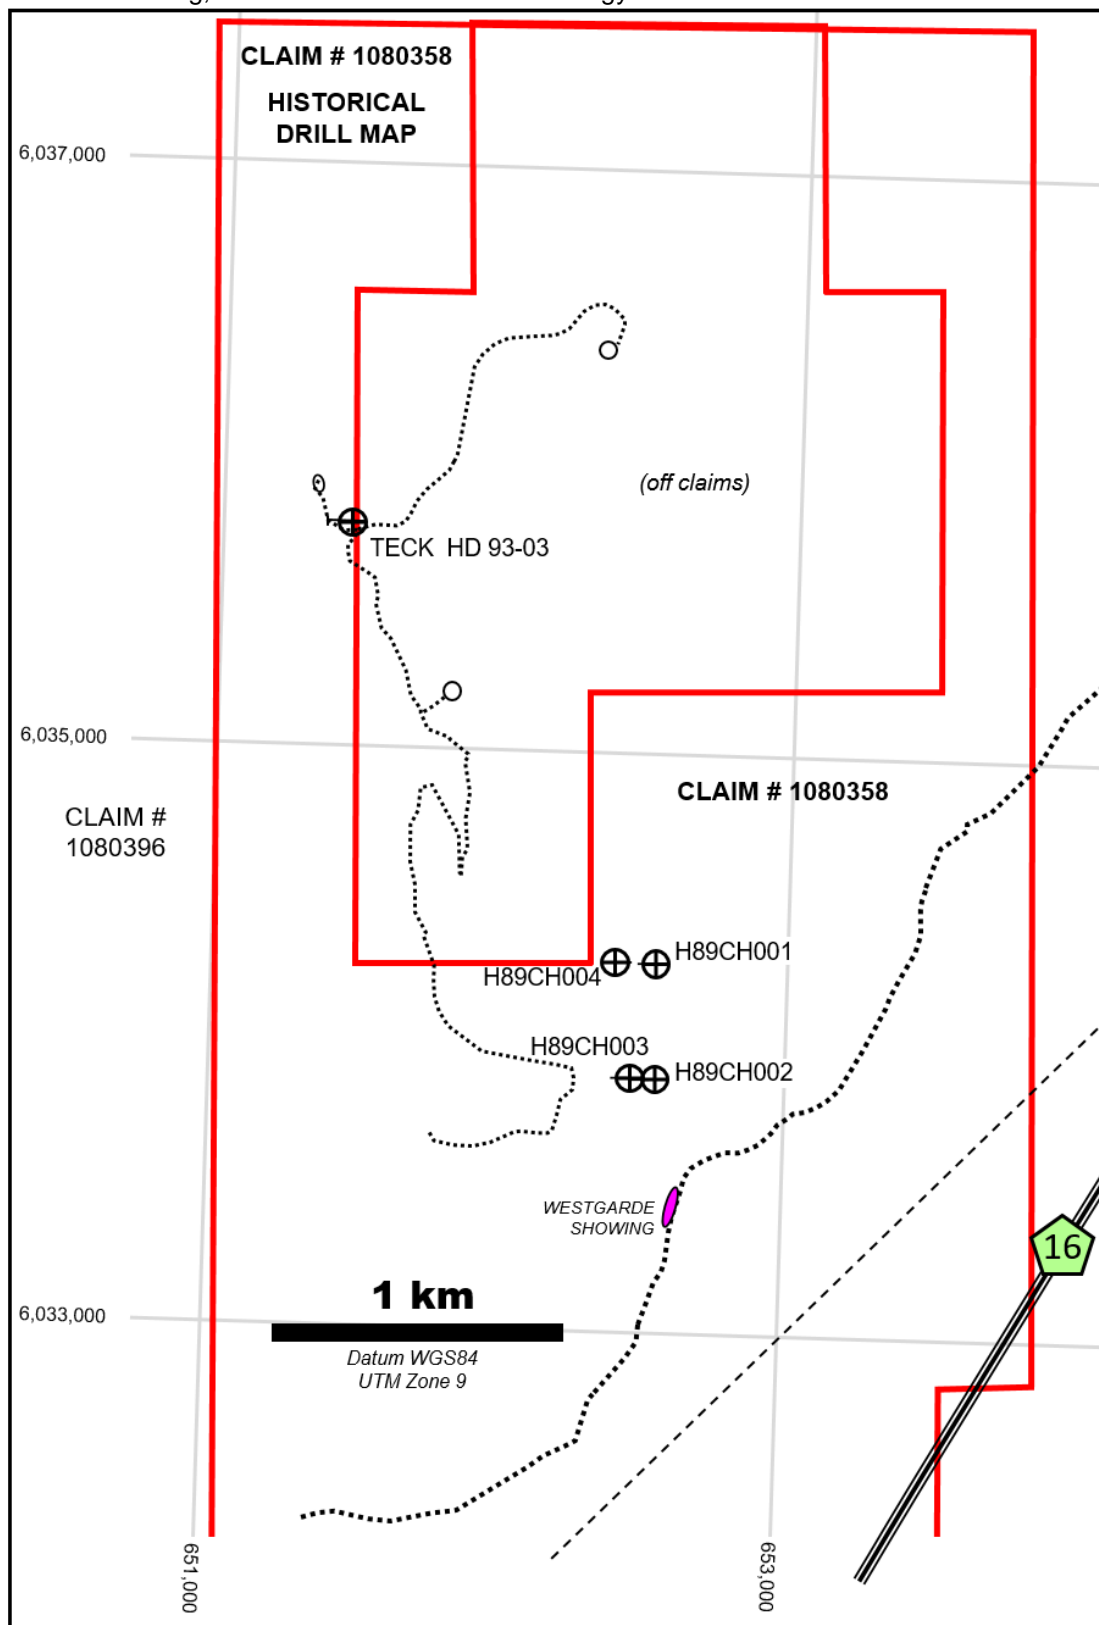 CLAIM # 1080358
HISTORICAL
DRILL MAP
6,037,000
(off claims)
TECK HD 93-03
6,035,000
CLAIM # 1080358
CLAIM #
1080396
H89CH001
H89CH004
H89CH003
H89CH002
WESTGARDE
SHOWING
16
1 km
6,033,000
Datum WGS84
UTM Zone 9
651,000
653,000